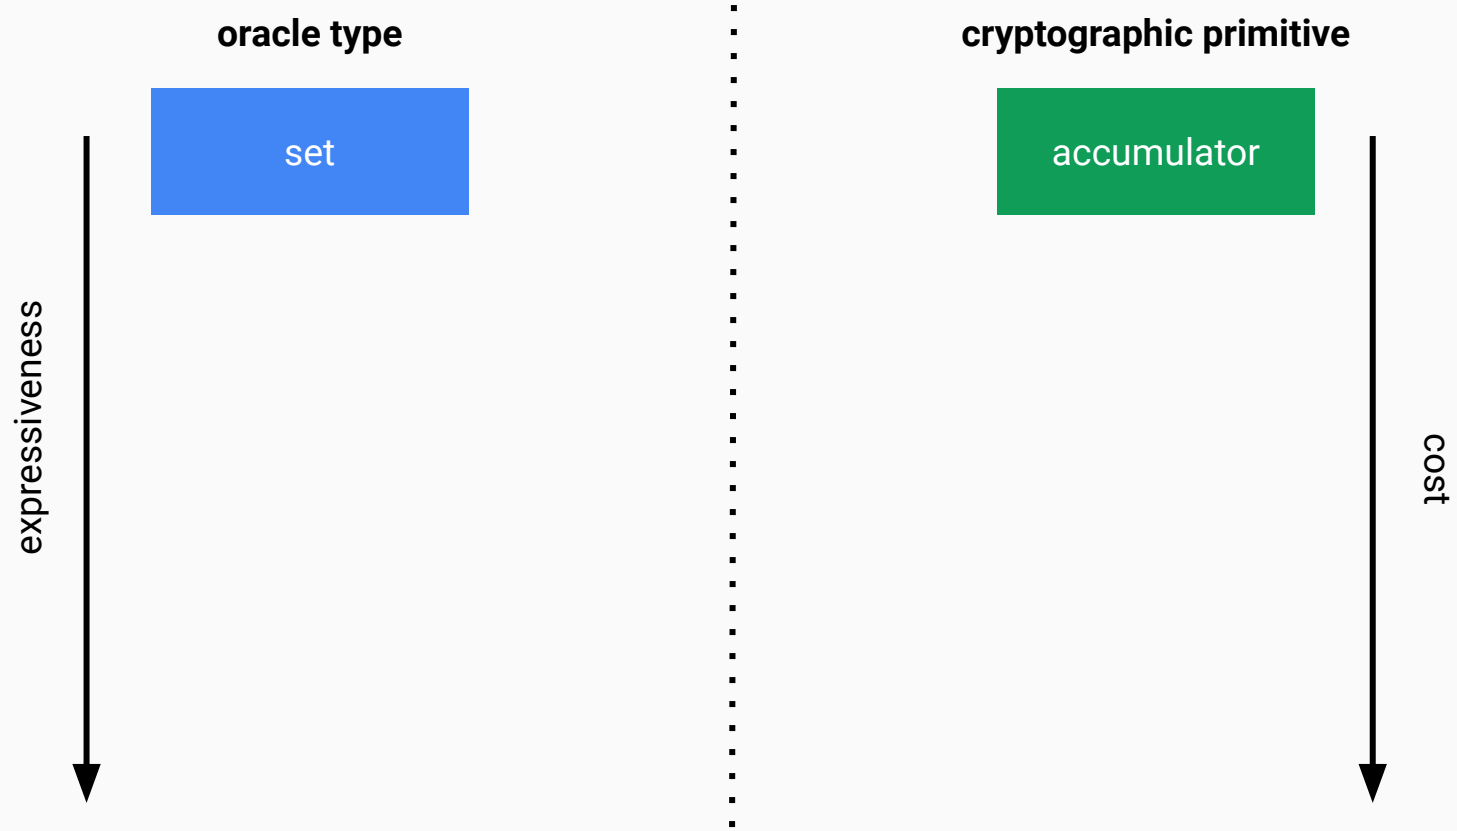 oracle type
cryptographic primitive
set
accumulator
expressiveness
cost